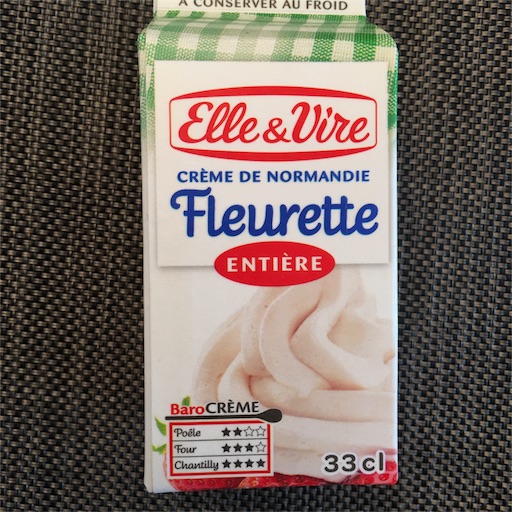 A CONSERVER AU FROID
Elle&Vire
CRÈME DE NORMANDIE
Fleurette
ENTIÈRE
BaroCRÈME
Poêle ★★☆☆
Four ★★★☆
Chantilly ★★★★
33 cl